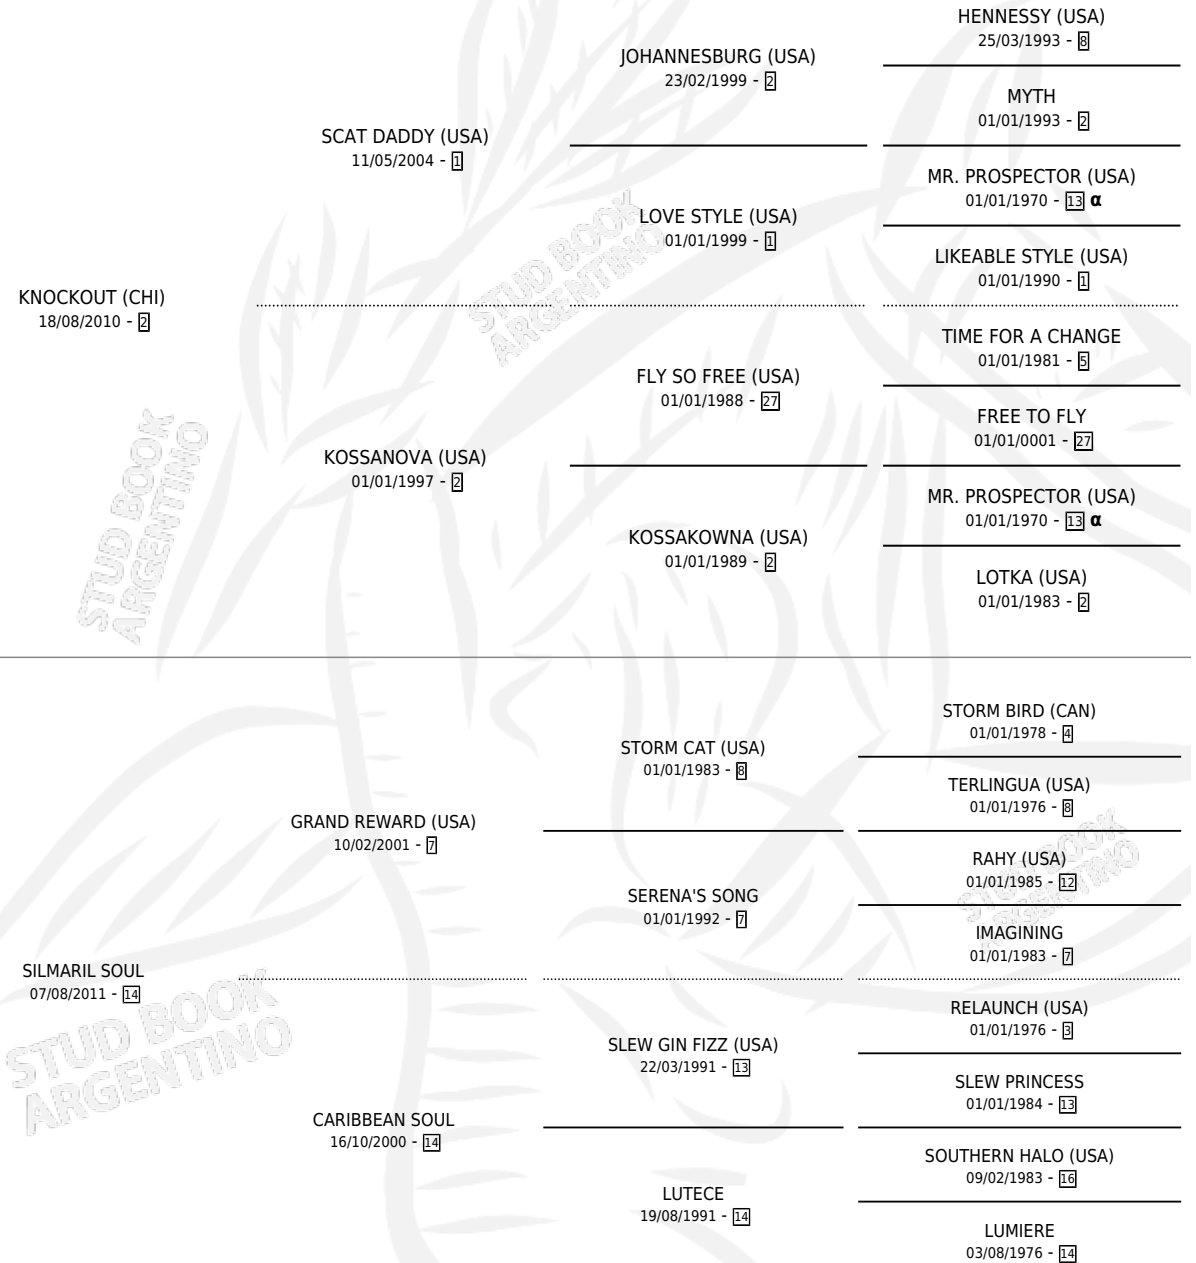 HENNESSY (USA)
25/03/1993 - 8
JOHANNESBURG (USA)
23/02/1999 - 2
MYTH
01/01/1993 - 2
SCAT DADDY (USA)
11/05/2004 - 1
MR. PROSPECTOR (USA)
01/01/1970 - 13 α
LOVE STYLE (USA)
01/01/1999 - 1
LIKEABLE STYLE (USA)
01/01/1990 - 1
KNOCKOUT (CHI)
18/08/2010 - 2
TIME FOR A CHANGE
01/01/1981 - 5
FLY SO FREE (USA)
01/01/1988 - 27
FREE TO FLY
01/01/0001 - 27
KOSSANOVA (USA)
01/01/1997 - 2
MR. PROSPECTOR (USA)
01/01/1970 - 13 α
KOSSAKOWNA (USA)
01/01/1989 - 2
LOTKA (USA)
01/01/1983 - 2
STORM BIRD (CAN)
01/01/1978 - 4
STORM CAT (USA)
01/01/1983 - 8
TERLINGUA (USA)
01/01/1976 - 8
GRAND REWARD (USA)
10/02/2001 - 7
RAHY (USA)
01/01/1985 - 12
SERENA'S SONG
01/01/1992 - 7
IMAGINING
01/01/1983 - 7
SILMARIL SOUL
07/08/2011 - 14
RELAUNCH (USA)
01/01/1976 - 3
SLEW GIN FIZZ (USA)
22/03/1991 - 13
SLEW PRINCESS
01/01/1984 - 13
CARIBBEAN SOUL
16/10/2000 - 14
SOUTHERN HALO (USA)
09/02/1983 - 16
LUTECE
19/08/1991 - 14
LUMIERE
03/08/1976 - 14
STUD BOOK
ARGENTINO
STUD BOOK
ARGENTINO
STUD BOOK
ARGENTINO
STUD BOOK
ARGENTINO